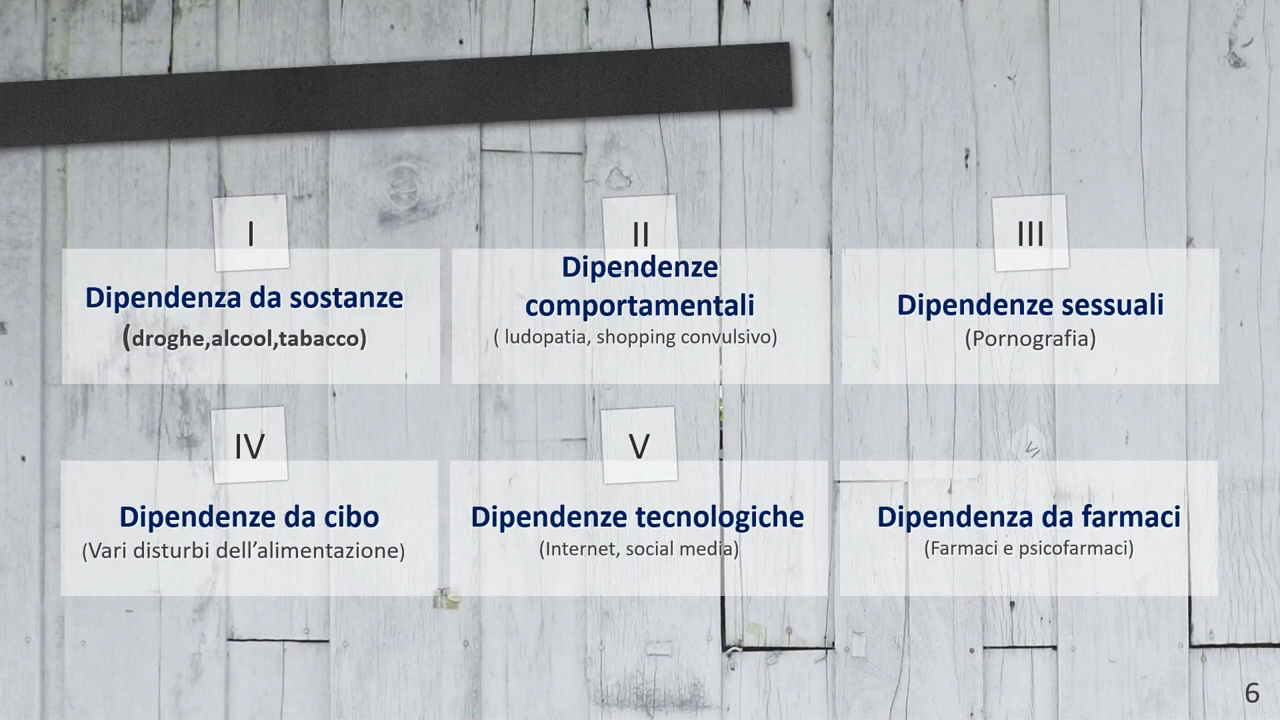 I
Dipendenza da sostanze
(droghe,alcool,tabacco)
II
Dipendenze
comportamentali
( ludopatia, shopping convulsivo)
III
Dipendenze sessuali
(Pornografia)
IV
Dipendenze da cibo
(Vari disturbi dell’alimentazione)
V
Dipendenze tecnologiche
(Internet, social media)
Dipendenza da farmaci
(Farmaci e psicofarmaci)
6